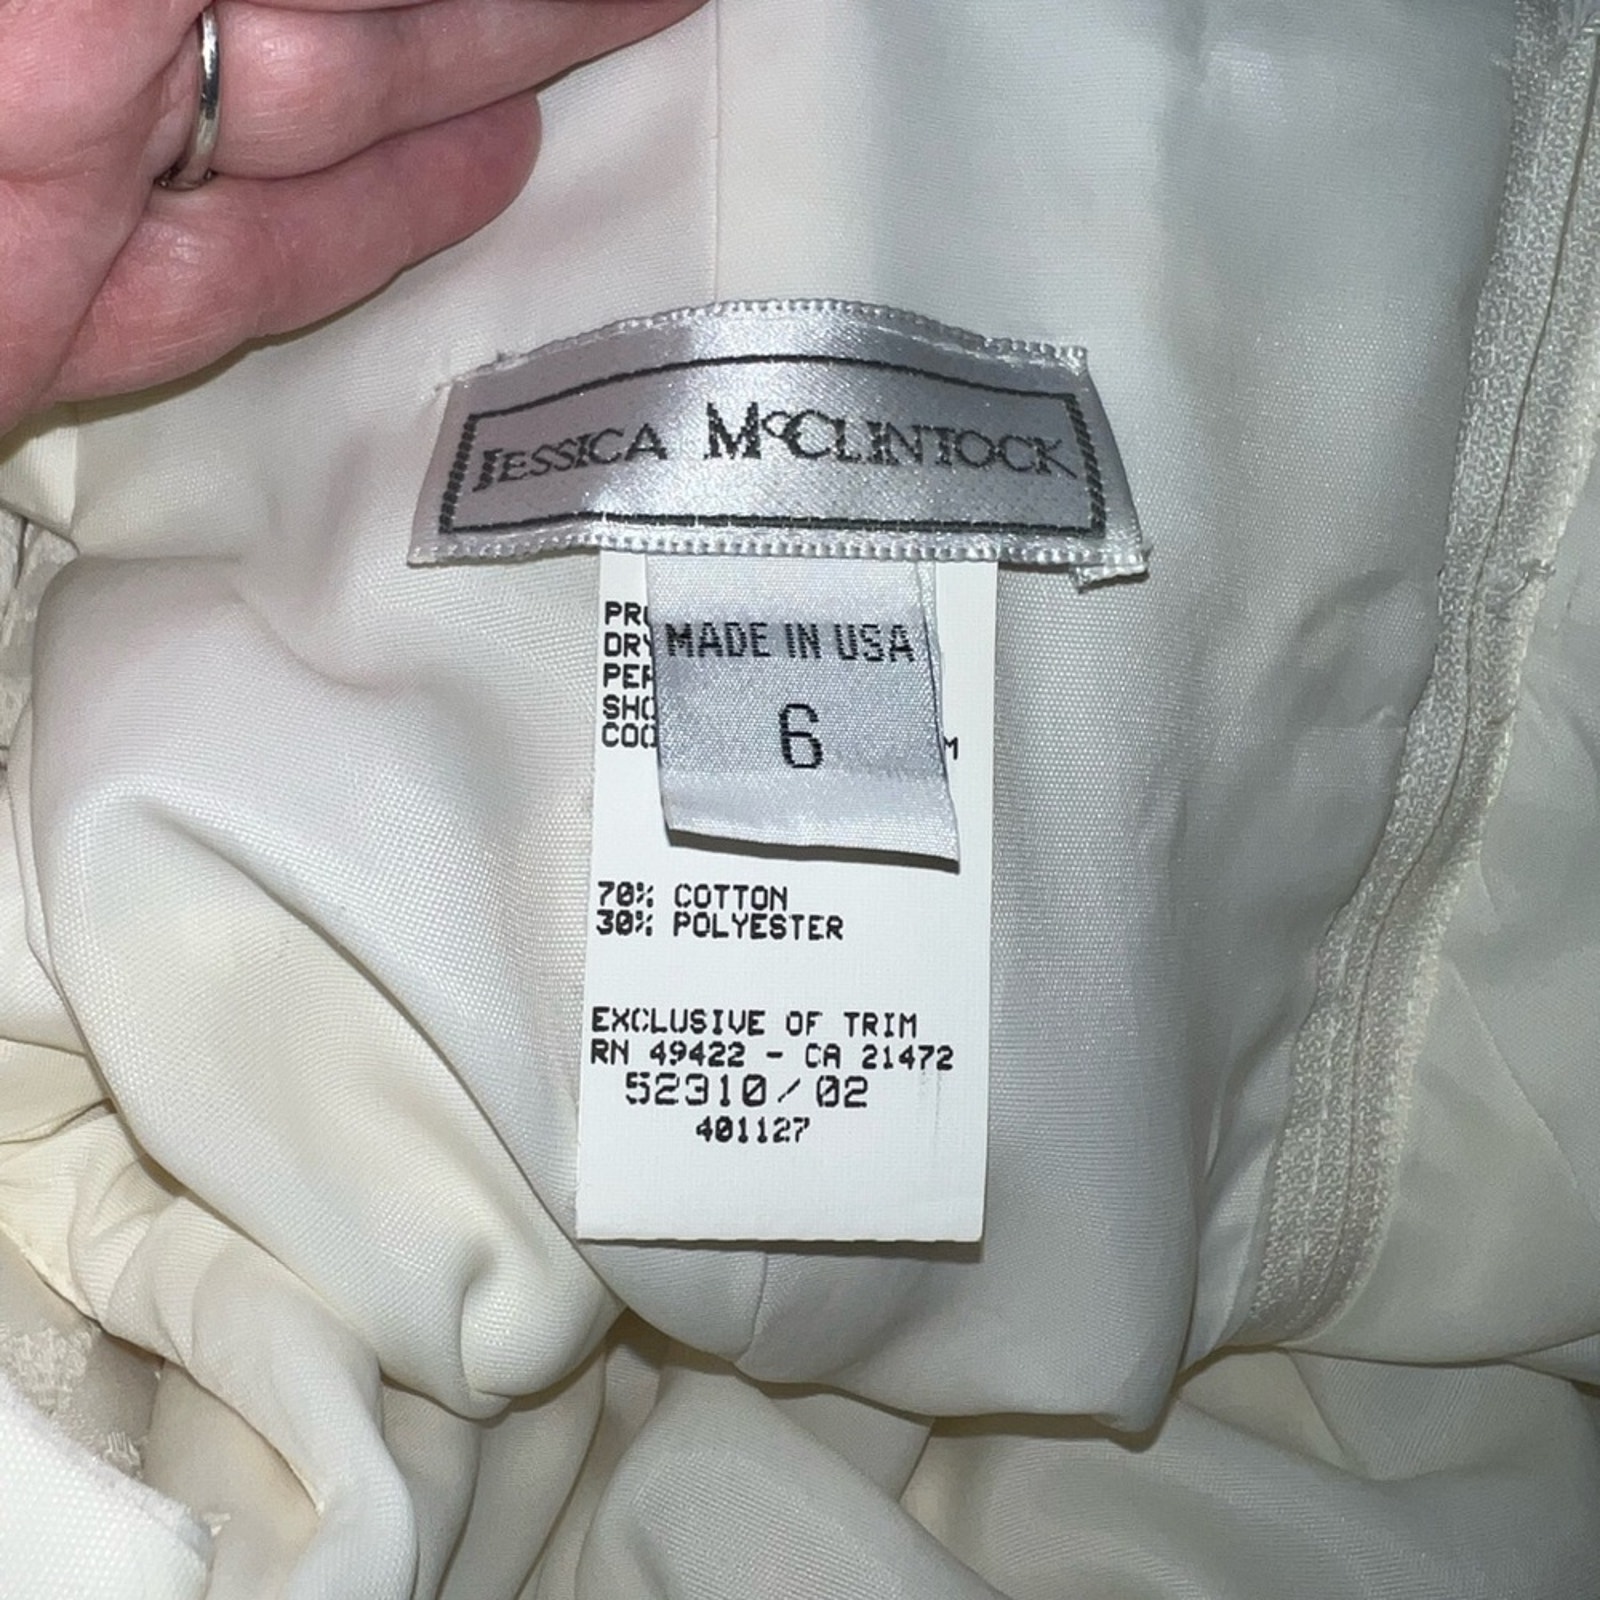 JESSICA McCLINTOCK
MADE IN USA
6
70% COTTON
30% POLYESTER
EXCLUSIVE OF TRIM
RN 49422 - CA 21472
52310/02
401127